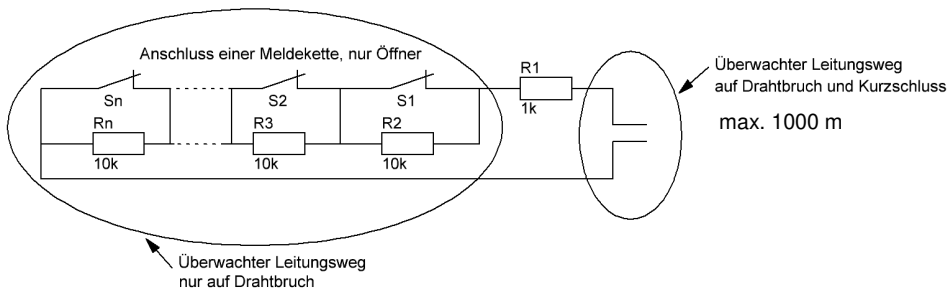 Anschluss einer Meldekette, nur Öffner
Sn
S2
S1
R1
1k
Rn
10k
R3
10k
R2
10k
Überwachter Leitungsweg
auf Drahtbruch und Kurzschluss
max. 1000 m
Überwachter Leitungsweg
nur auf Drahtbruch